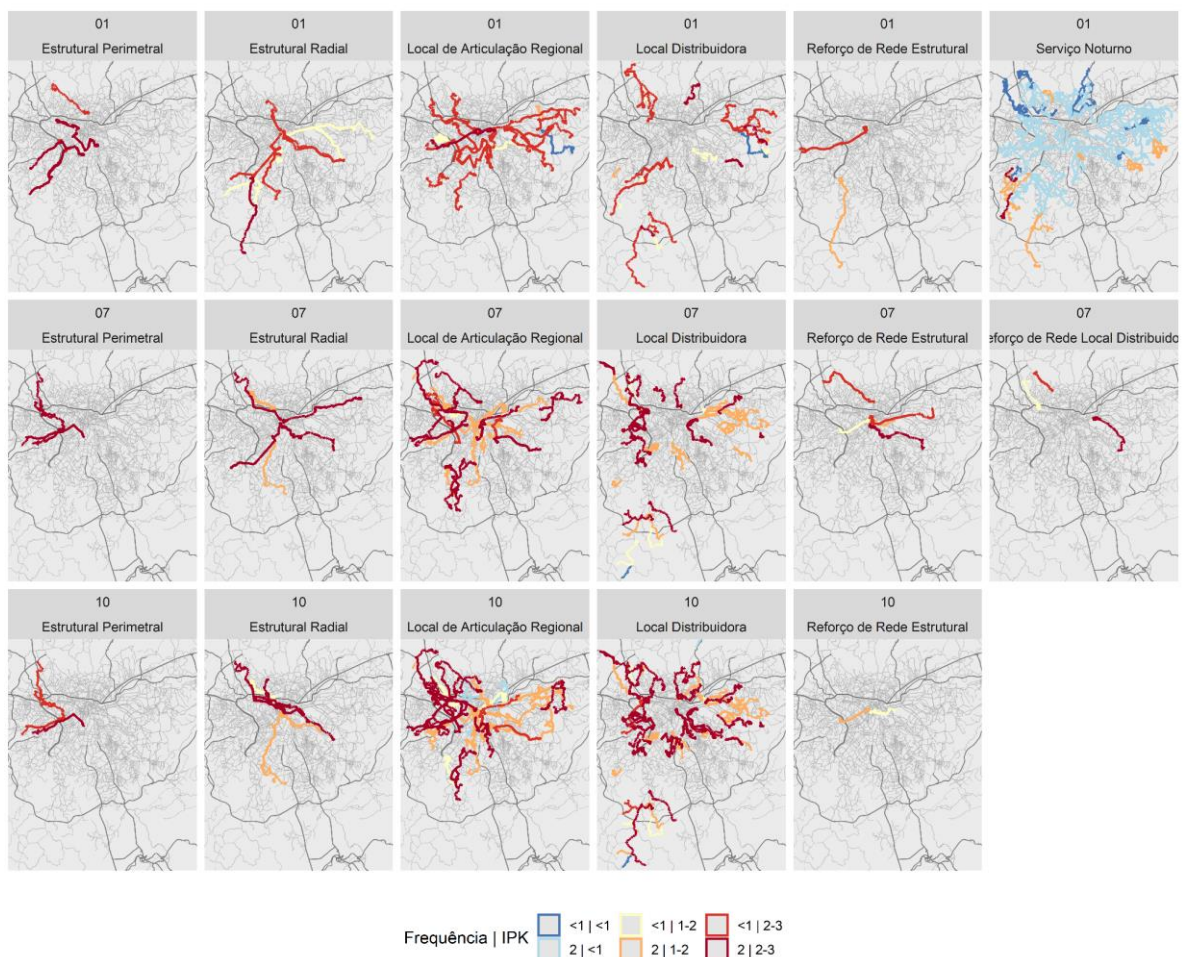 01
Estrutural Perimetral
01
Estrutural Radial
01
Local de Articulação Regional
01
Local Distribuidora
01
Reforço de Rede Estrutural
01
Serviço Noturno
07
Estrutural Perimetral
07
Estrutural Radial
07
Local de Articulação Regional
07
Local Distribuidora
07
Reforço de Rede Estrutural
07
eforço de Rede Local Distribuido
10
Estrutural Perimetral
10
Estrutural Radial
10
Local de Articulação Regional
10
Local Distribuidora
10
Reforço de Rede Estrutural
Frequência | IPK
<1 | <1
<1 | 1-2
<1 | 2-3
2 | <1
2 | 1-2
2 | 2-3